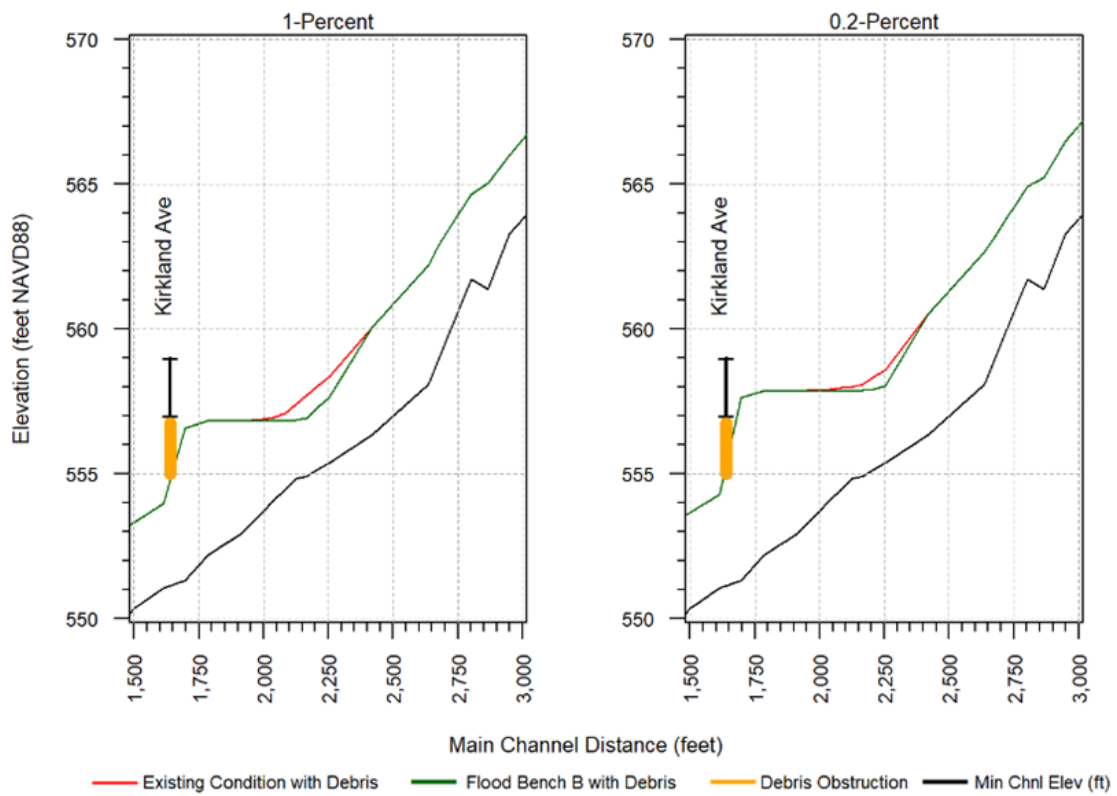 1-Percent
0.2-Percent
Elevation (feet NAVD88)
570
565
560
555
550
Kirkland Ave
1,500
1,750
2,000
2,250
2,500
2,750
3,000
570
565
560
555
550
Kirkland Ave
1,500
1,750
2,000
2,250
2,500
2,750
3,000
Main Channel Distance (feet)
Existing Condition with Debris
Flood Bench B with Debris
Debris Obstruction
Min Chnl Elev (ft)